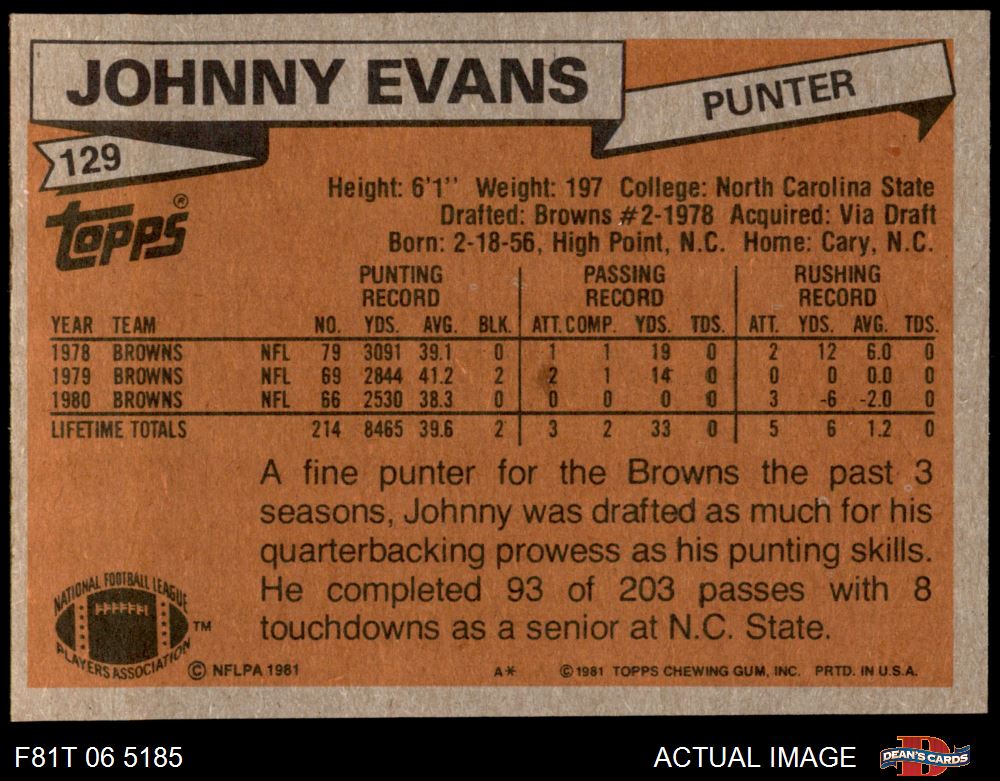 JOHNNY EVANS
PUNTER
129
Topps®
Height: 6'1'' Weight: 197 College: North Carolina State
Drafted: Browns #2-1978 Acquired: Via Draft
Born: 2-18-56, High Point, N.C. Home: Cary, N.C.
PUNTING RECORD PASSING RECORD RUSHING RECORD
YEAR TEAM NO. YDS. AVG. BLK. ATT. COMP. YDS. TDS. ATT. YDS. AVG. TDS.
1978 BROWNS NFL 79 3091 39.1 0 1 1 19 0 2 12 6.0 0
1979 BROWNS NFL 69 2844 41.2 2 2 1 14 0 0 0 0.0 0
1980 BROWNS NFL 66 2530 38.3 0 0 0 0 0 3 -6 -2.0 0
LIFETIME TOTALS 214 8465 39.6 2 3 2 33 0 5 6 1.2 0
A fine punter for the Browns the past 3
seasons, Johnny was drafted as much for his
quarterbacking prowess as his punting skills.
He completed 93 of 203 passes with 8
touchdowns as a senior at N.C. State.
NATIONAL FOOTBALL LEAGUE
PLAYERS ASSOCIATION
TM
© NFLPA 1981 A* © 1981 TOPPS CHEWING GUM, INC. PRTD. IN U.S.A.
F81T 06 5185 ACTUAL IMAGE DEAN'S CARDS